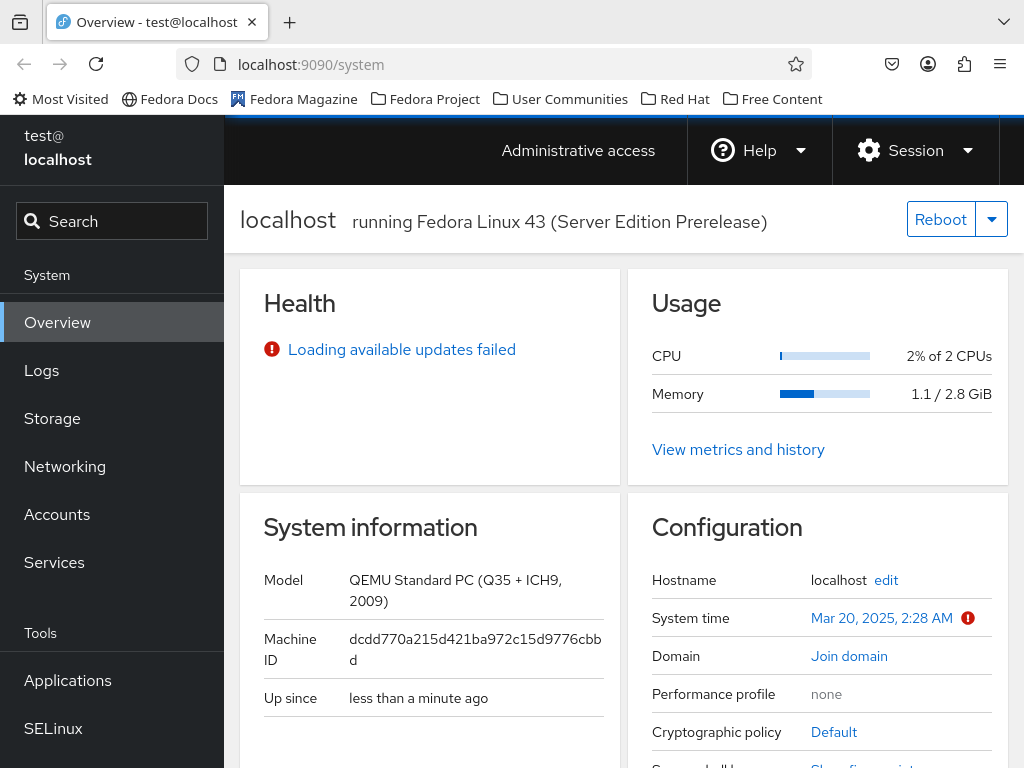 Overview - test@localhost
localhost:9090/system
Most Visited
Fedora Docs
FM
Fedora Magazine
Fedora Project
User Communities
Red Hat
Free Content
test@
localhost
Administrative access
Help
Session
Search
localhost running Fedora Linux 43 (Server Edition Prerelease)
Reboot
System
Overview
Logs
Storage
Networking
Accounts
Services
Tools
Applications
SELinux
Health
Loading available updates failed
Usage
CPU 2% of 2 CPUs
Memory 1.1 / 2.8 GiB
View metrics and history
System information
Model QEMU Standard PC (Q35 + ICH9,
2009)
Machine dcdd770a215d421ba972c15d9776cbb
ID d
Up since less than a minute ago
Configuration
Hostname localhost edit
System time Mar 20, 2025, 2:28 AM
Domain Join domain
Performance profile none
Cryptographic policy Default